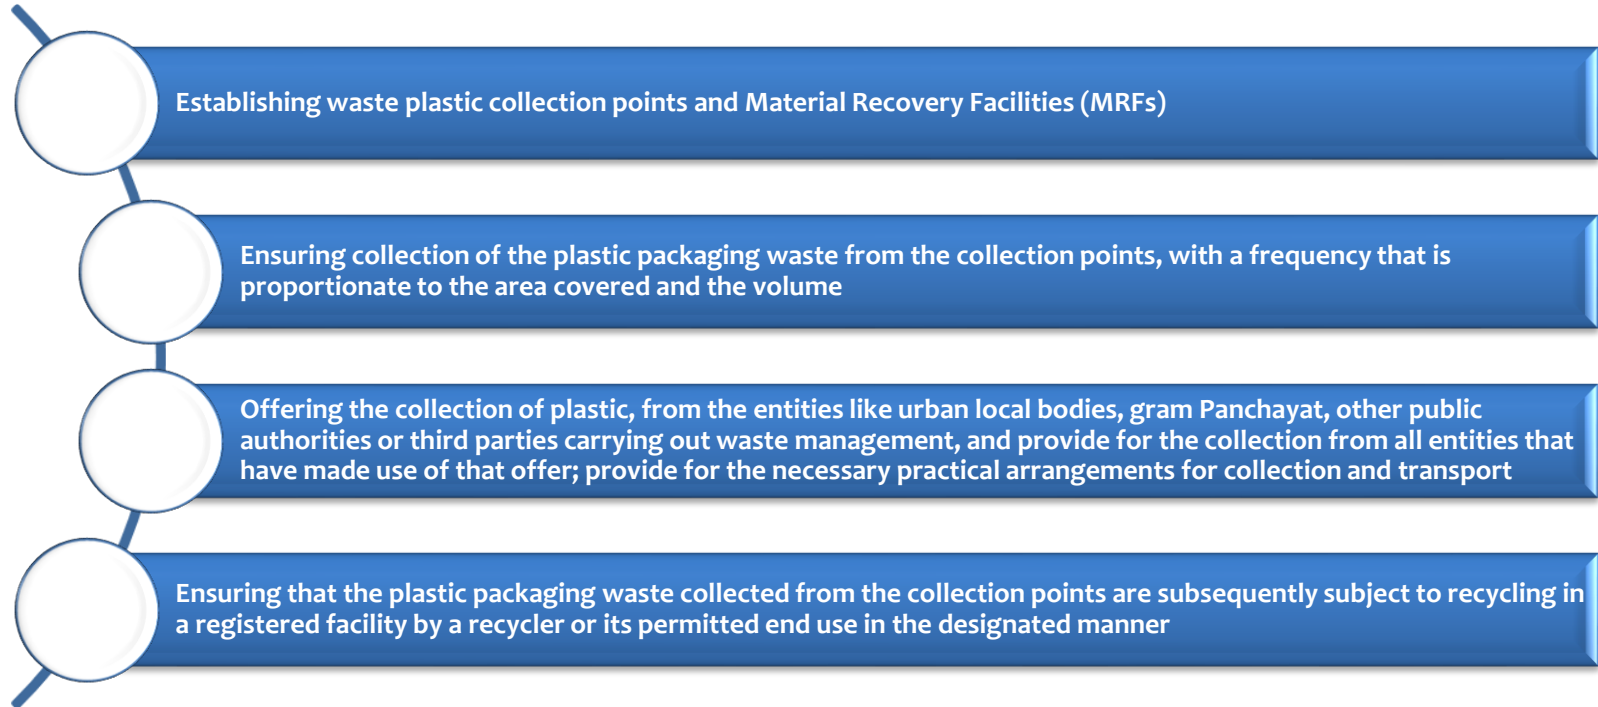 Establishing waste plastic collection points and Material Recovery Facilities (MRFs)
Ensuring collection of the plastic packaging waste from the collection points, with a frequency that is
proportionate to the area covered and the volume
Offering the collection of plastic, from the entities like urban local bodies, gram Panchayat, other public
authorities or third parties carrying out waste management, and provide for the collection from all entities that
have made use of that offer; provide for the necessary practical arrangements for collection and transport
Ensuring that the plastic packaging waste collected from the collection points are subsequently subject to recycling in
a registered facility by a recycler or its permitted end use in the designated manner